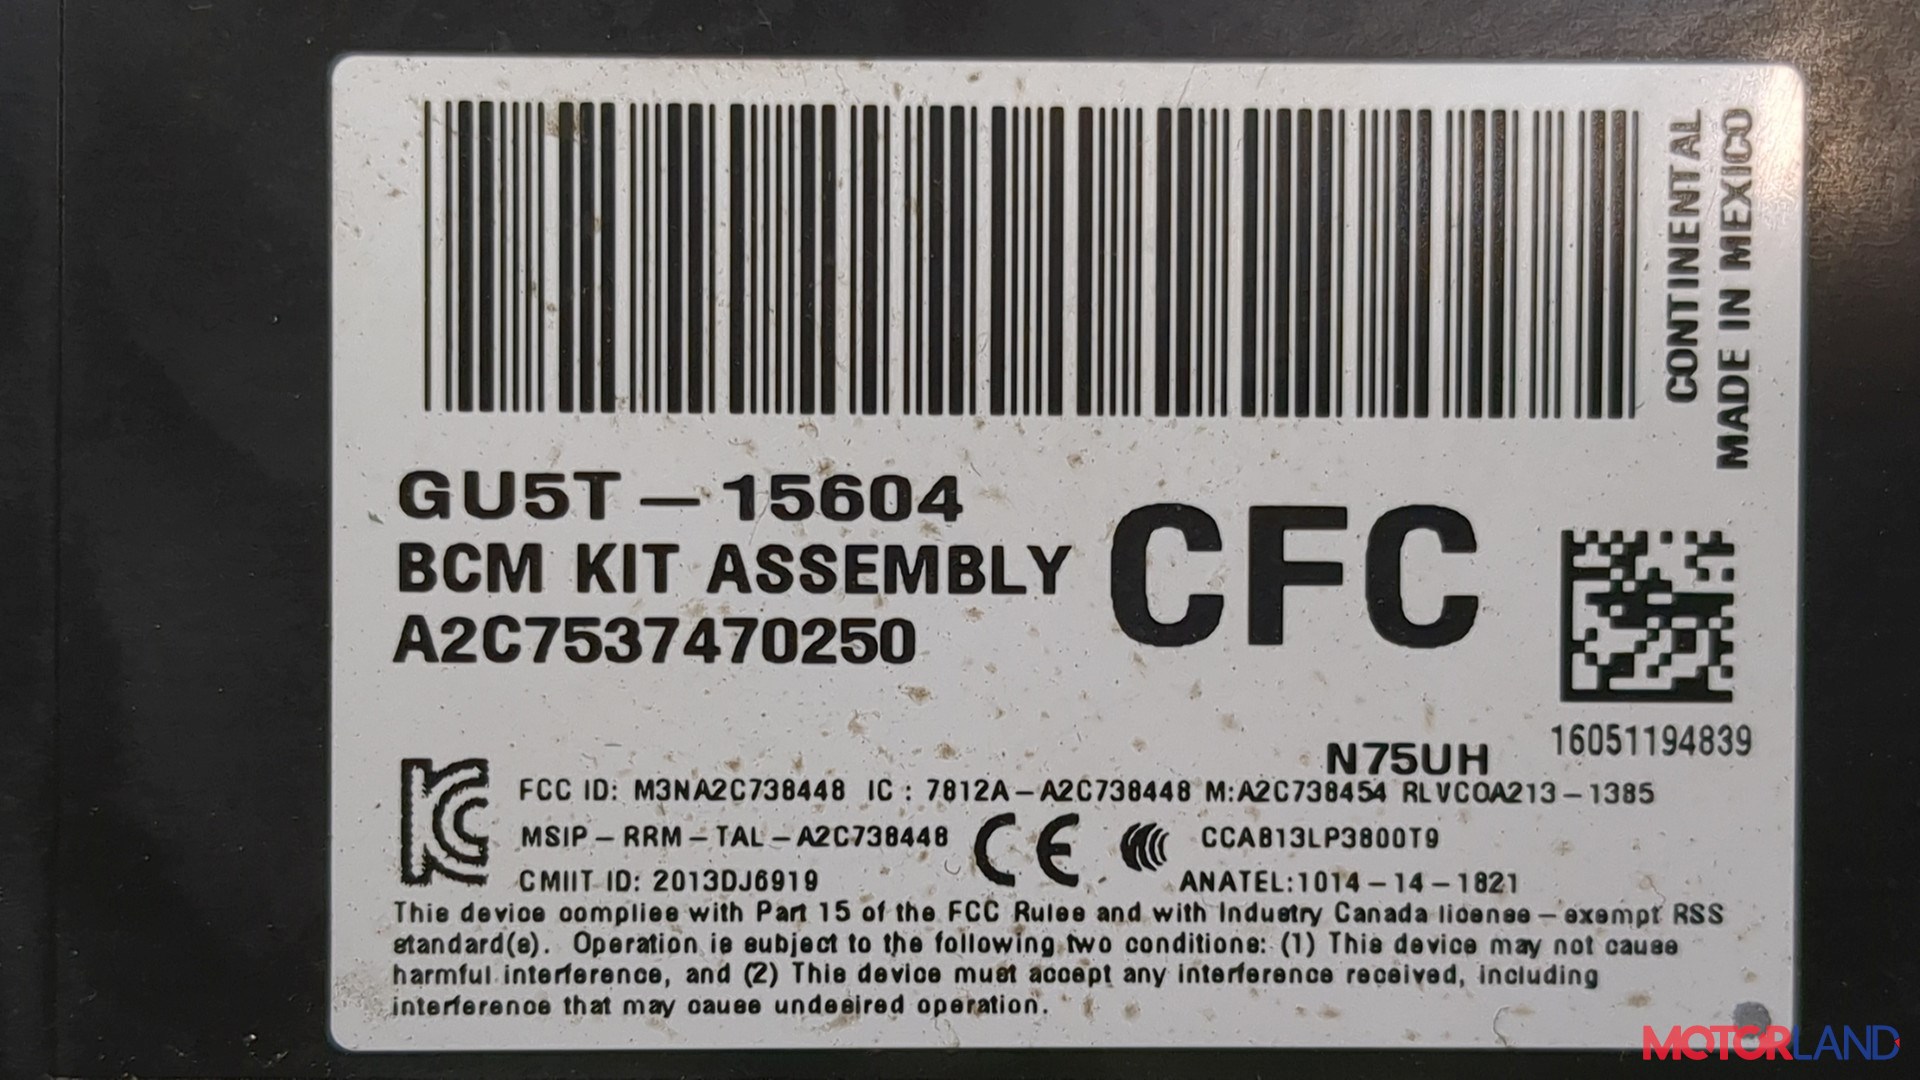 CONTINENTAL
MADE IN MEXICO
GU5T-15604
BCM KIT ASSEMBLY
A2C7537470250
CFC
16051194839
N75UH
FCC ID: M3NA2C738448 IC: 7812A-A2C738448 M:A2C738454 RLVCOA213-1385
MSIP-RRM-TAL-A2C738448 CE CCAB13LP3800T9
CMIIT ID: 2013DJ6919 ANATEL:1014-14-1821
This device complies with Part 15 of the FCC Rules and with Industry Canada license-exempt RSS
standard(s). Operation is subject to the following two conditions: (1) This device may not cause
harmful interference, and (2) This device must accept any interference received, including
interference that may cause undesired operation.
MOTORLAND